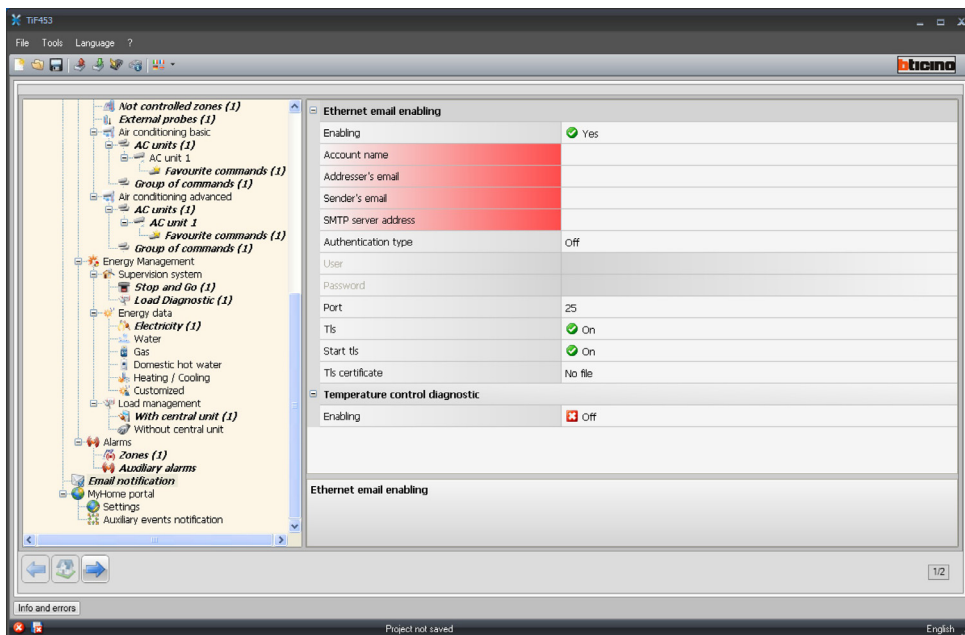 TiF453
File Tools Language ?
bticino
Not controlled zones (1)
External probes (1)
Air conditioning basic
AC units (1)
AC unit 1
Favourite commands (1)
Group of commands (1)
Air conditioning advanced
AC units (1)
AC unit 1
Favourite commands (1)
Group of commands (1)
Energy Management
Supervision system
Stop and Go (1)
Load Diagnostic (1)
Energy data
Electricity (1)
Water
Gas
Domestic hot water
Heating / Cooling
Customized
Load management
With central unit (1)
Without central unit
Alarms
Zones (1)
Auxiliary alarms
Email notification
MyHome portal
Settings
Auxiliary events notification
Ethernet email enabling
Enabling Yes
Account name
Addresser's email
Sender's email
SMTP server address
Authentication type Off
User
Password
Port 25
Tls On
Start tls On
Tls certificate No file
Temperature control diagnostic
Enabling Off
Ethernet email enabling
1/2
Info and errors
Project not saved English